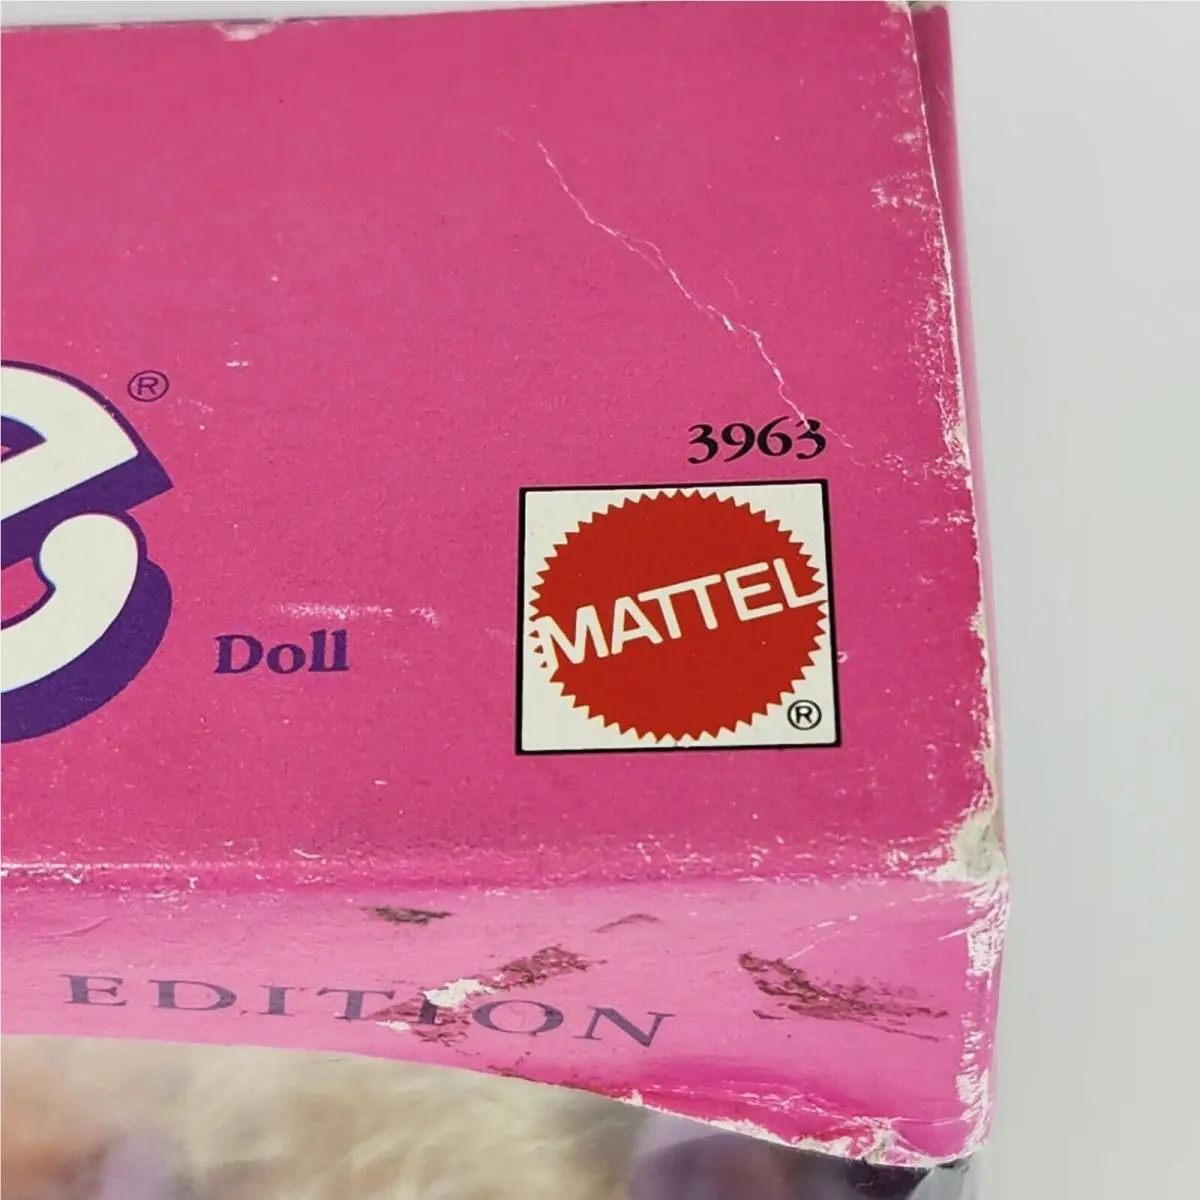 e®
Doll
3963
MATTEL
®
EDITION